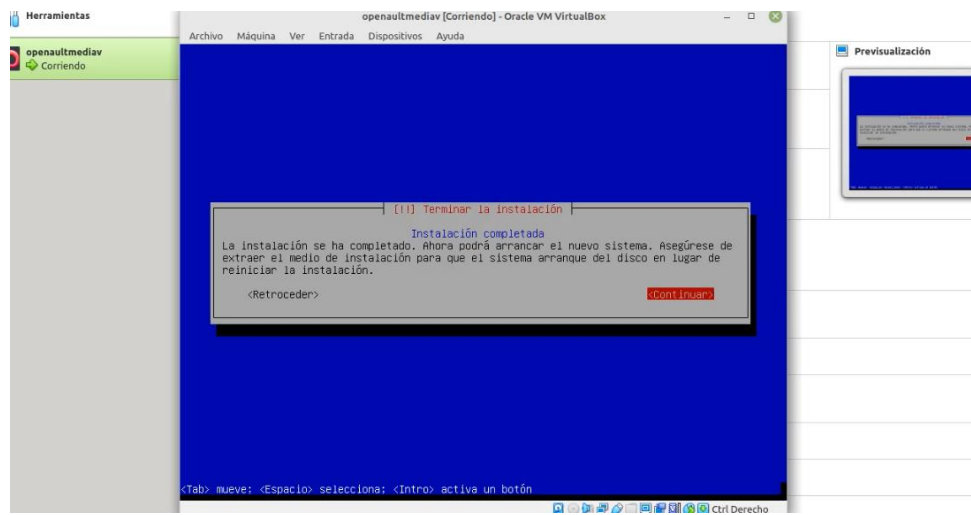 Herramientas
openaultmediav
Corriendo
openaultmediav [Corriendo] - Oracle VM VirtualBox
Archivo Máquina Ver Entrada Dispositivos Ayuda
[!!] Terminar la instalación
Instalación completada
La instalación se ha completado. Ahora podrá arrancar el nuevo sistema. Asegúrese de
extraer el medio de instalación para que el sistema arranque del disco en lugar de
reiniciar la instalación.
<Retroceder> <Continuar>
<Tab> mueve; <Espacio> selecciona; <Intro> activa un botón
Ctrl Derecho
Previsualización